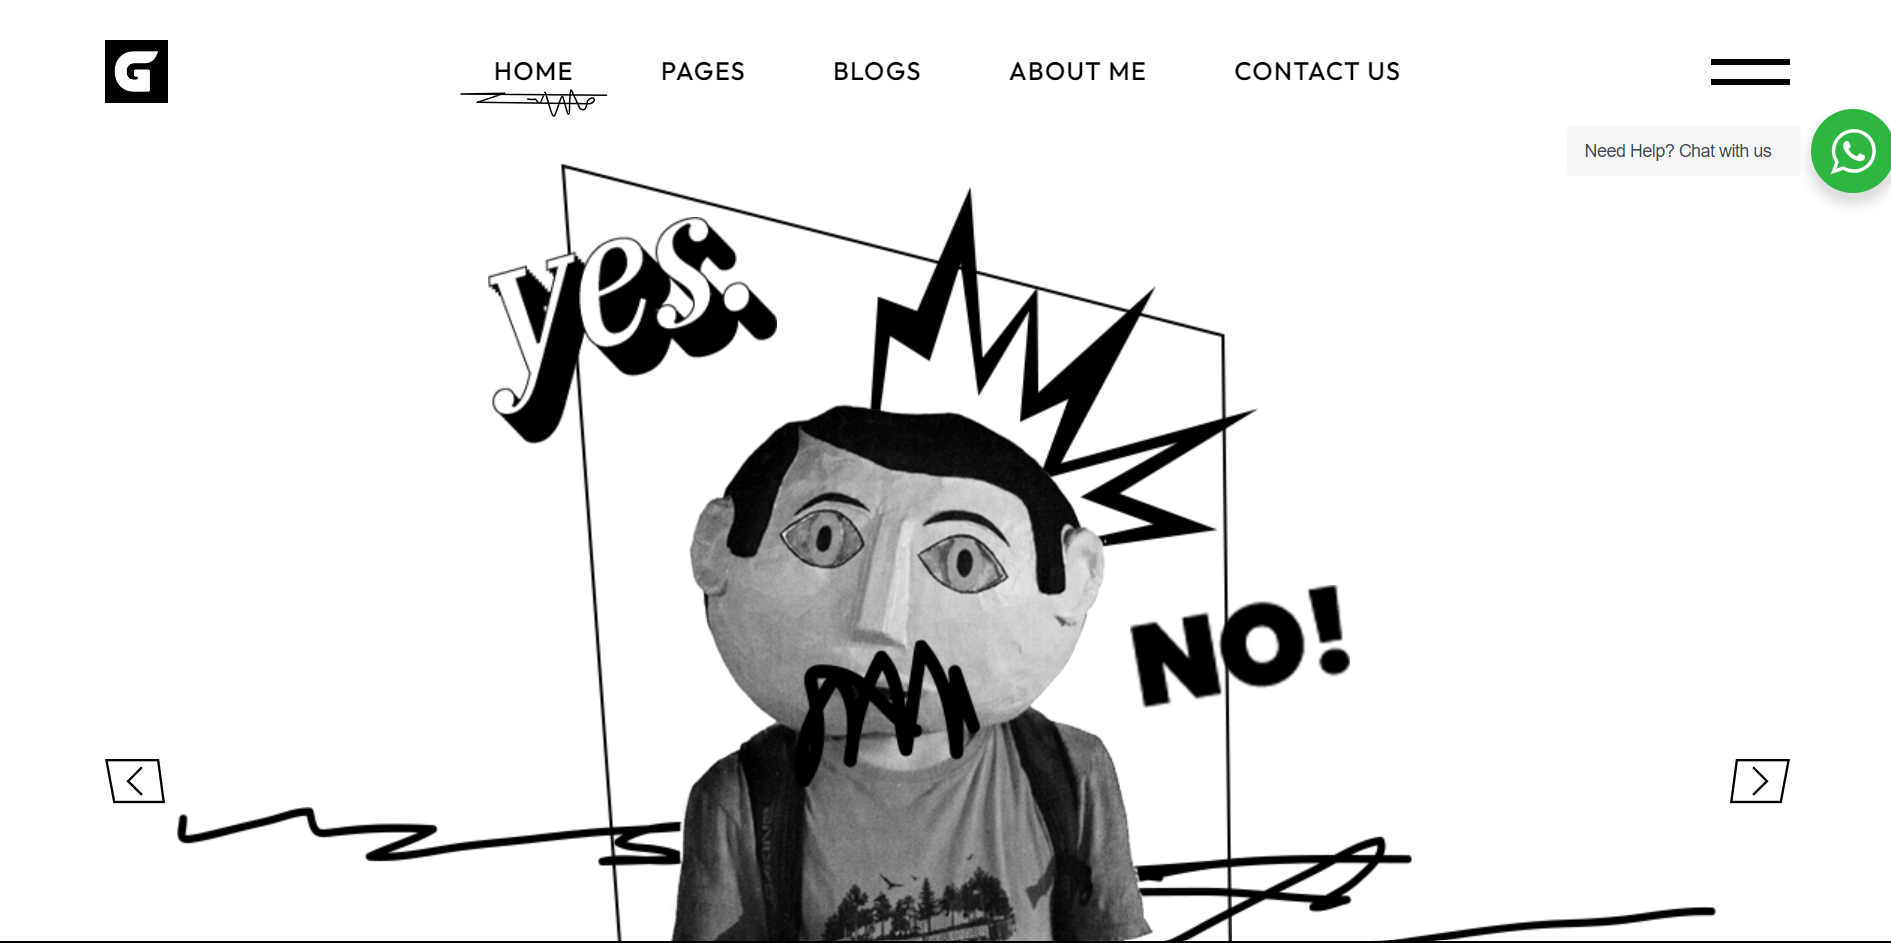 G
HOME
PAGES
BLOGS
ABOUT ME
CONTACT US
Need Help? Chat with us
yes.
NO!